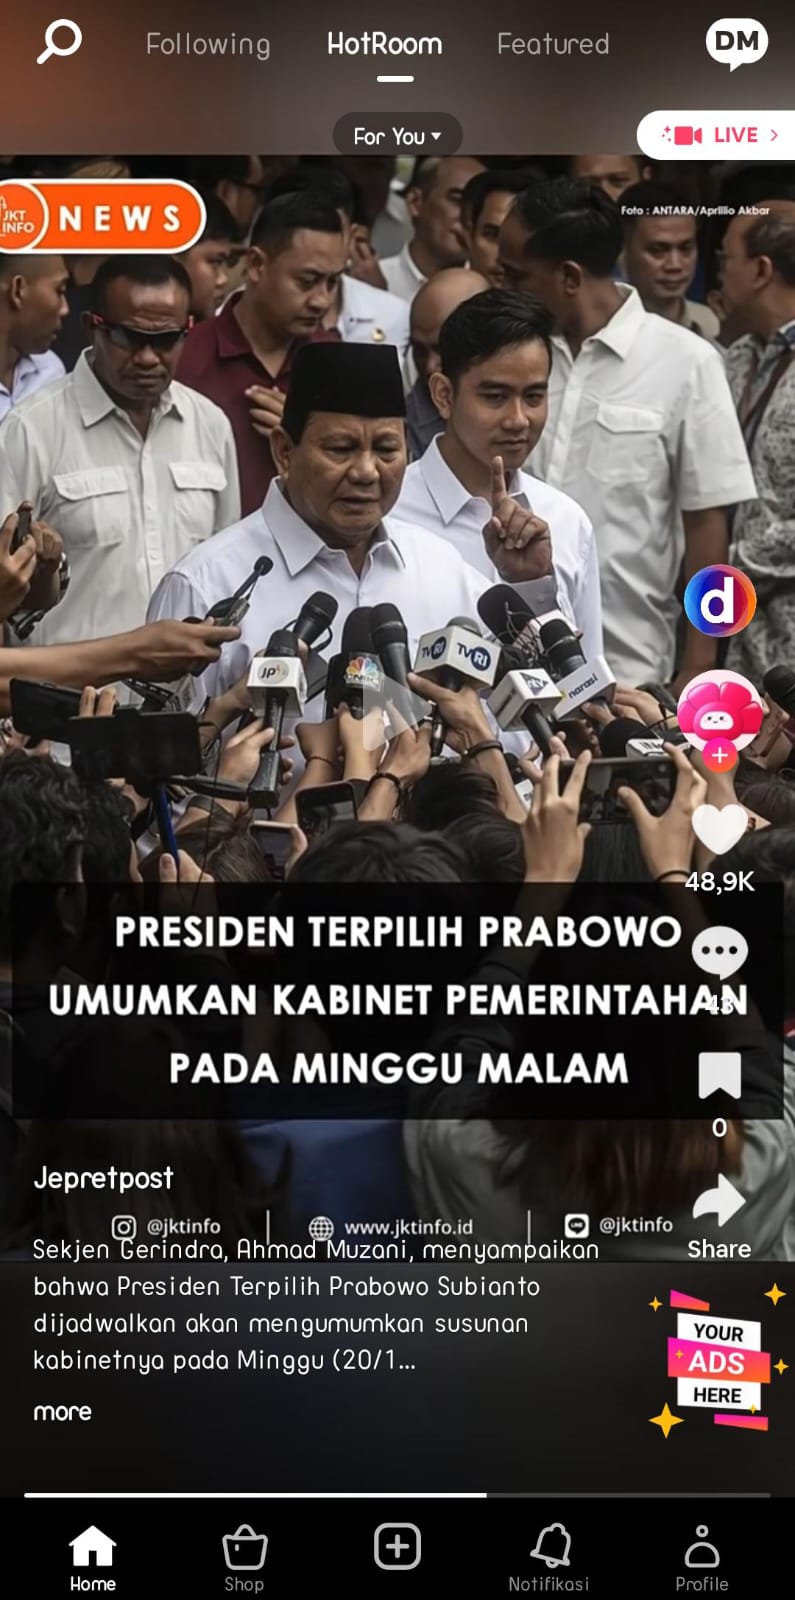 Following
HotRoom
Featured
DM
For You
LIVE
JKT
INFO
NEWS
Foto : ANTARA/Aprillio Akbar
jp
CNBC
TVRI
TVRI
narasi
d
48,9K
PRESIDEN TERPILIH PRABOWO
UMUMKAN KABINET PEMERINTAHAN
43
PADA MINGGU MALAM
0
Jepretpost
@jktinfo
www.jktinfo.id
@jktinfo
Share
Sekjen Gerindra, Ahmad Muzani, menyampaikan
bahwa Presiden Terpilih Prabowo Subianto
dijadwalkan akan mengumumkan susunan
kabinetnya pada Minggu (20/1...
more
YOUR
ADS
HERE
Home
Shop
Notifikasi
Profile